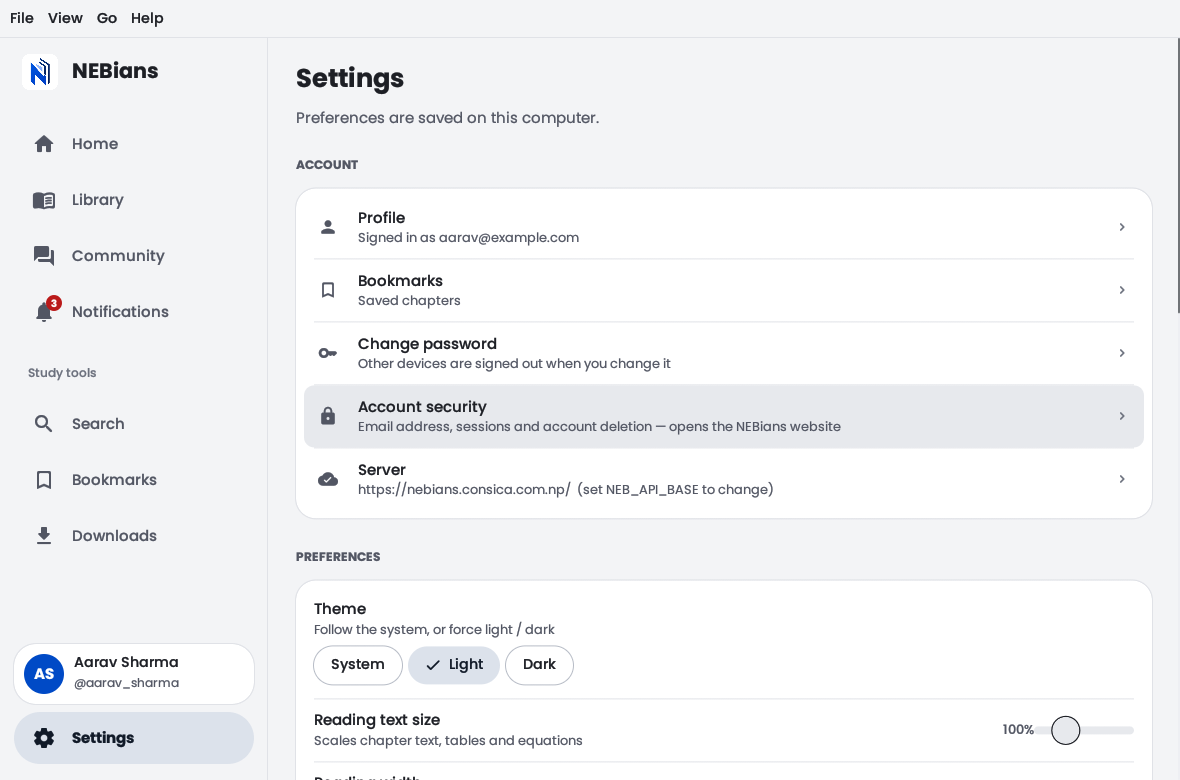 File View Go Help
NEBians
Home
Library
Community
3
Notifications
Study tools
Search
Bookmarks
Downloads
AS
Aarav Sharma
@aarav_sharma
Settings
Settings
Preferences are saved on this computer.
ACCOUNT
Profile
Signed in as aarav@example.com
Bookmarks
Saved chapters
Change password
Other devices are signed out when you change it
Account security
Email address, sessions and account deletion — opens the NEBians website
Server
https://nebians.consica.com.np/ (set NEB_API_BASE to change)
PREFERENCES
Theme
Follow the system, or force light / dark
System Light Dark
Reading text size
Scales chapter text, tables and equations
100%
Reading width